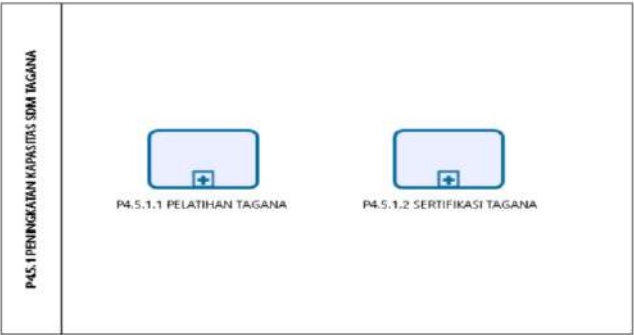 P4.5.1 PENINGKATAN KAPASITAS SDM TAGANA
P4.5.1.1 PELATIHAN TAGANA
P4.5.1.2 SERTIFIKASI TAGANA